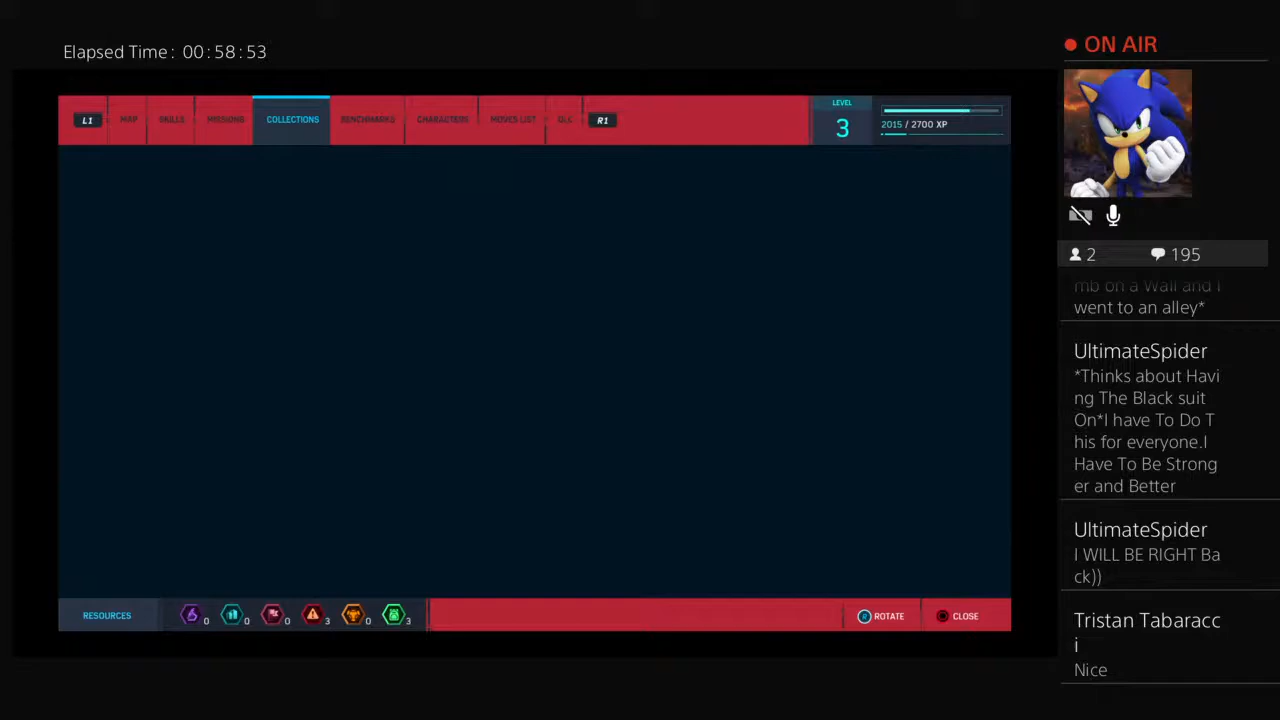 Elapsed Time: 00:58:53
ON AIR
L1 MAP SKILLS MISSIONS COLLECTIONS BENCHMARKS CHARACTERS MOVES LIST DLC R1
LEVEL
3
2015 / 2700 XP
2 195
mb on a Wall and I
went to an alley*
UltimateSpider
*Thinks about Havi
ng The Black suit
On*I have To Do T
his for everyone.I
Have To Be Strong
er and Better
UltimateSpider
I WILL BE RIGHT Ba
ck))
Tristan Tabaracc
i
Nice
RESOURCES 0 0 0 3 0 3 R ROTATE CLOSE